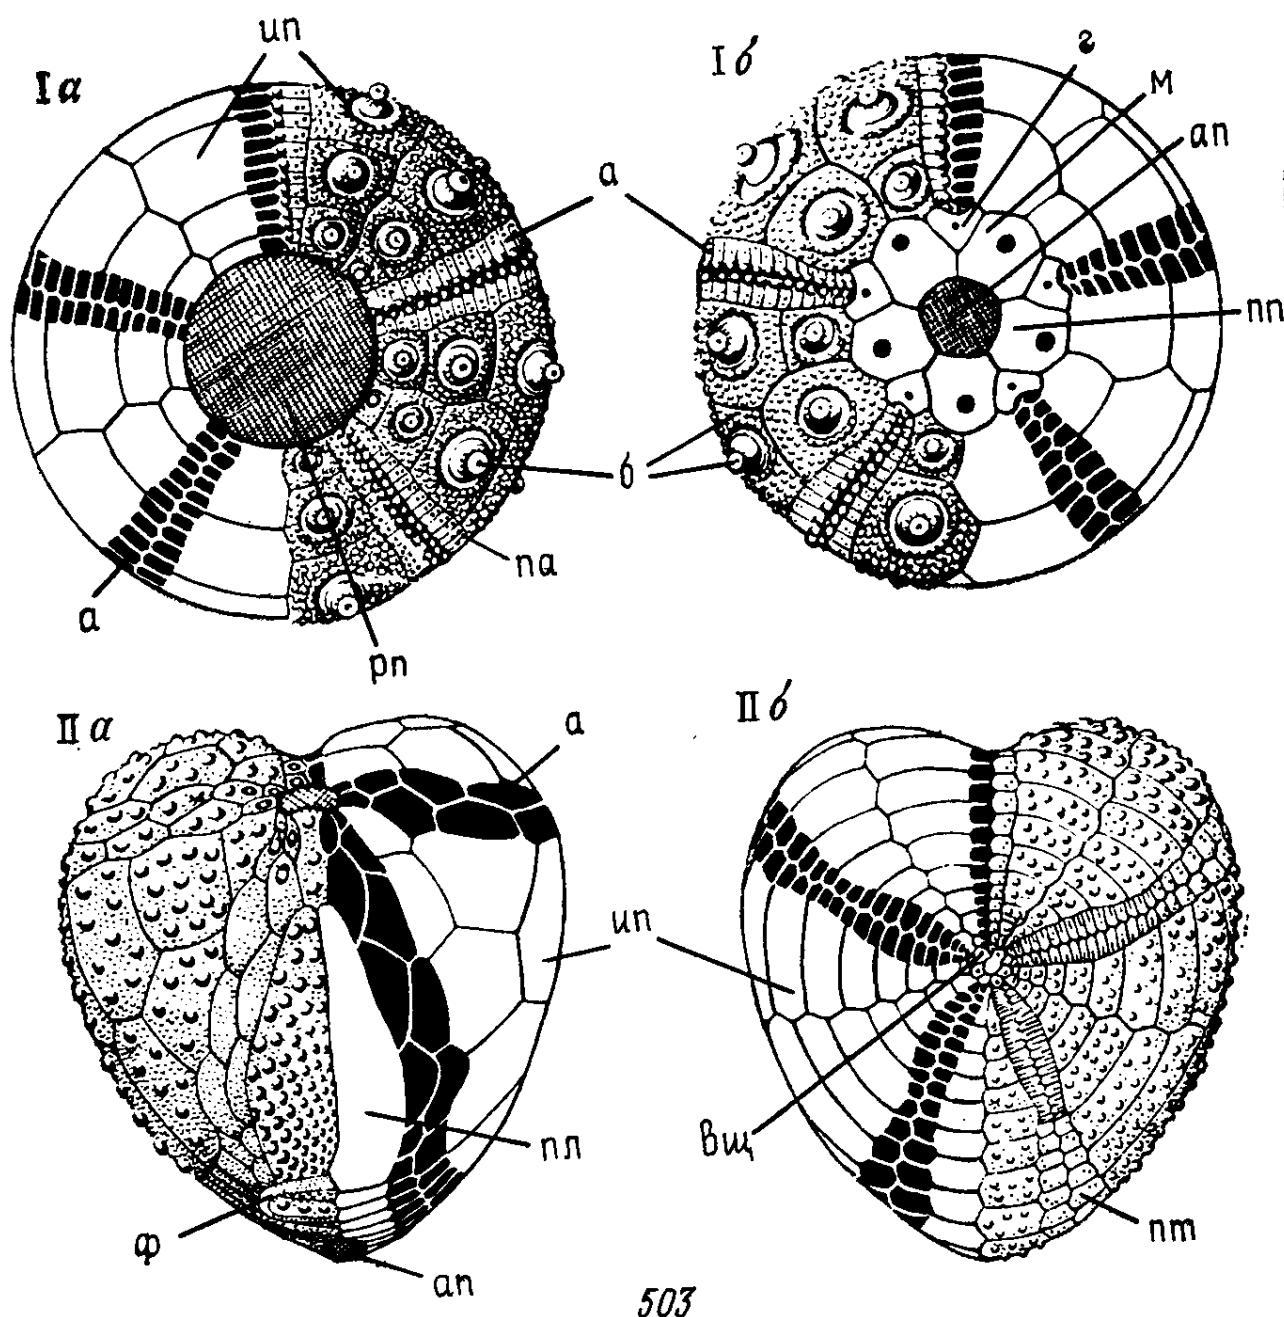 ип
Iа
Iб
г
м
ап
а
пп
б
па
а
рп
IIа
а
IIб
ип
пл
вщ
ф
ап
пт
503